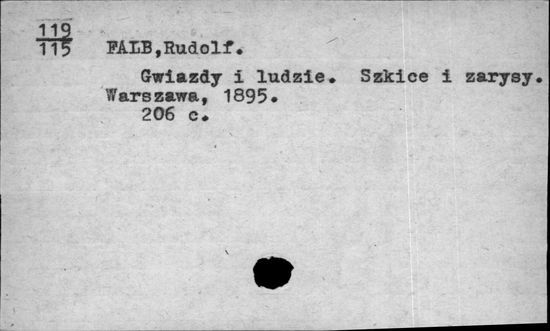 119
115
FALB,Rudolf.
Gwiazdy i ludzie. Szkice i zarysy.
Warszawa, 1895.
206 c.